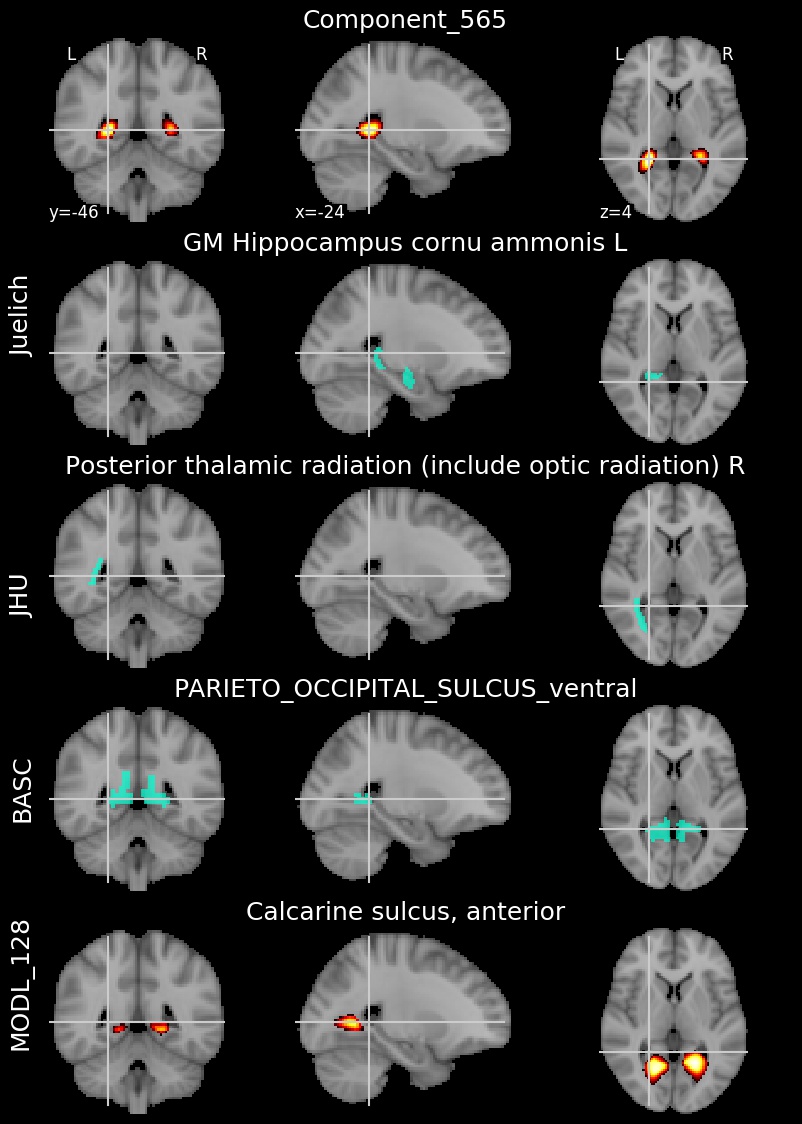 Component_565
L R L R
y=-46 x=-24 z=4
GM Hippocampus cornu ammonis L
Juelich
Posterior thalamic radiation (include optic radiation) R
JHU
PARIETO_OCCIPITAL_SULCUS_ventral
BASC
Calcarine sulcus, anterior
MODL_128